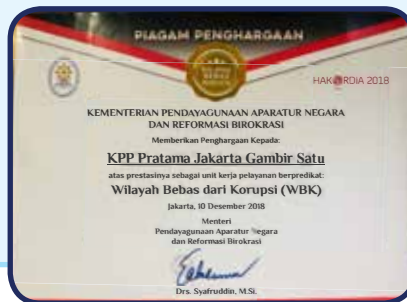 PIAGAM PENGHARGAAN
HAKORDIA 2018
KEMENTERIAN PENDAYAGUNAAN APARATUR NEGARA
DAN REFORMASI BIROKRASI
Memberikan Penghargaan Kepada:
KPP Pratama Jakarta Gambir Satu
atas prestasinya sebagai unit kerja pelayanan berpredikat:
Wilayah Bebas dari Korupsi (WBK)
Jakarta, 10 Desember 2018
Menteri
Pendayagunaan Aparatur Negara
dan Reformasi Birokrasi
Drs. Syafruddin, M.Si.